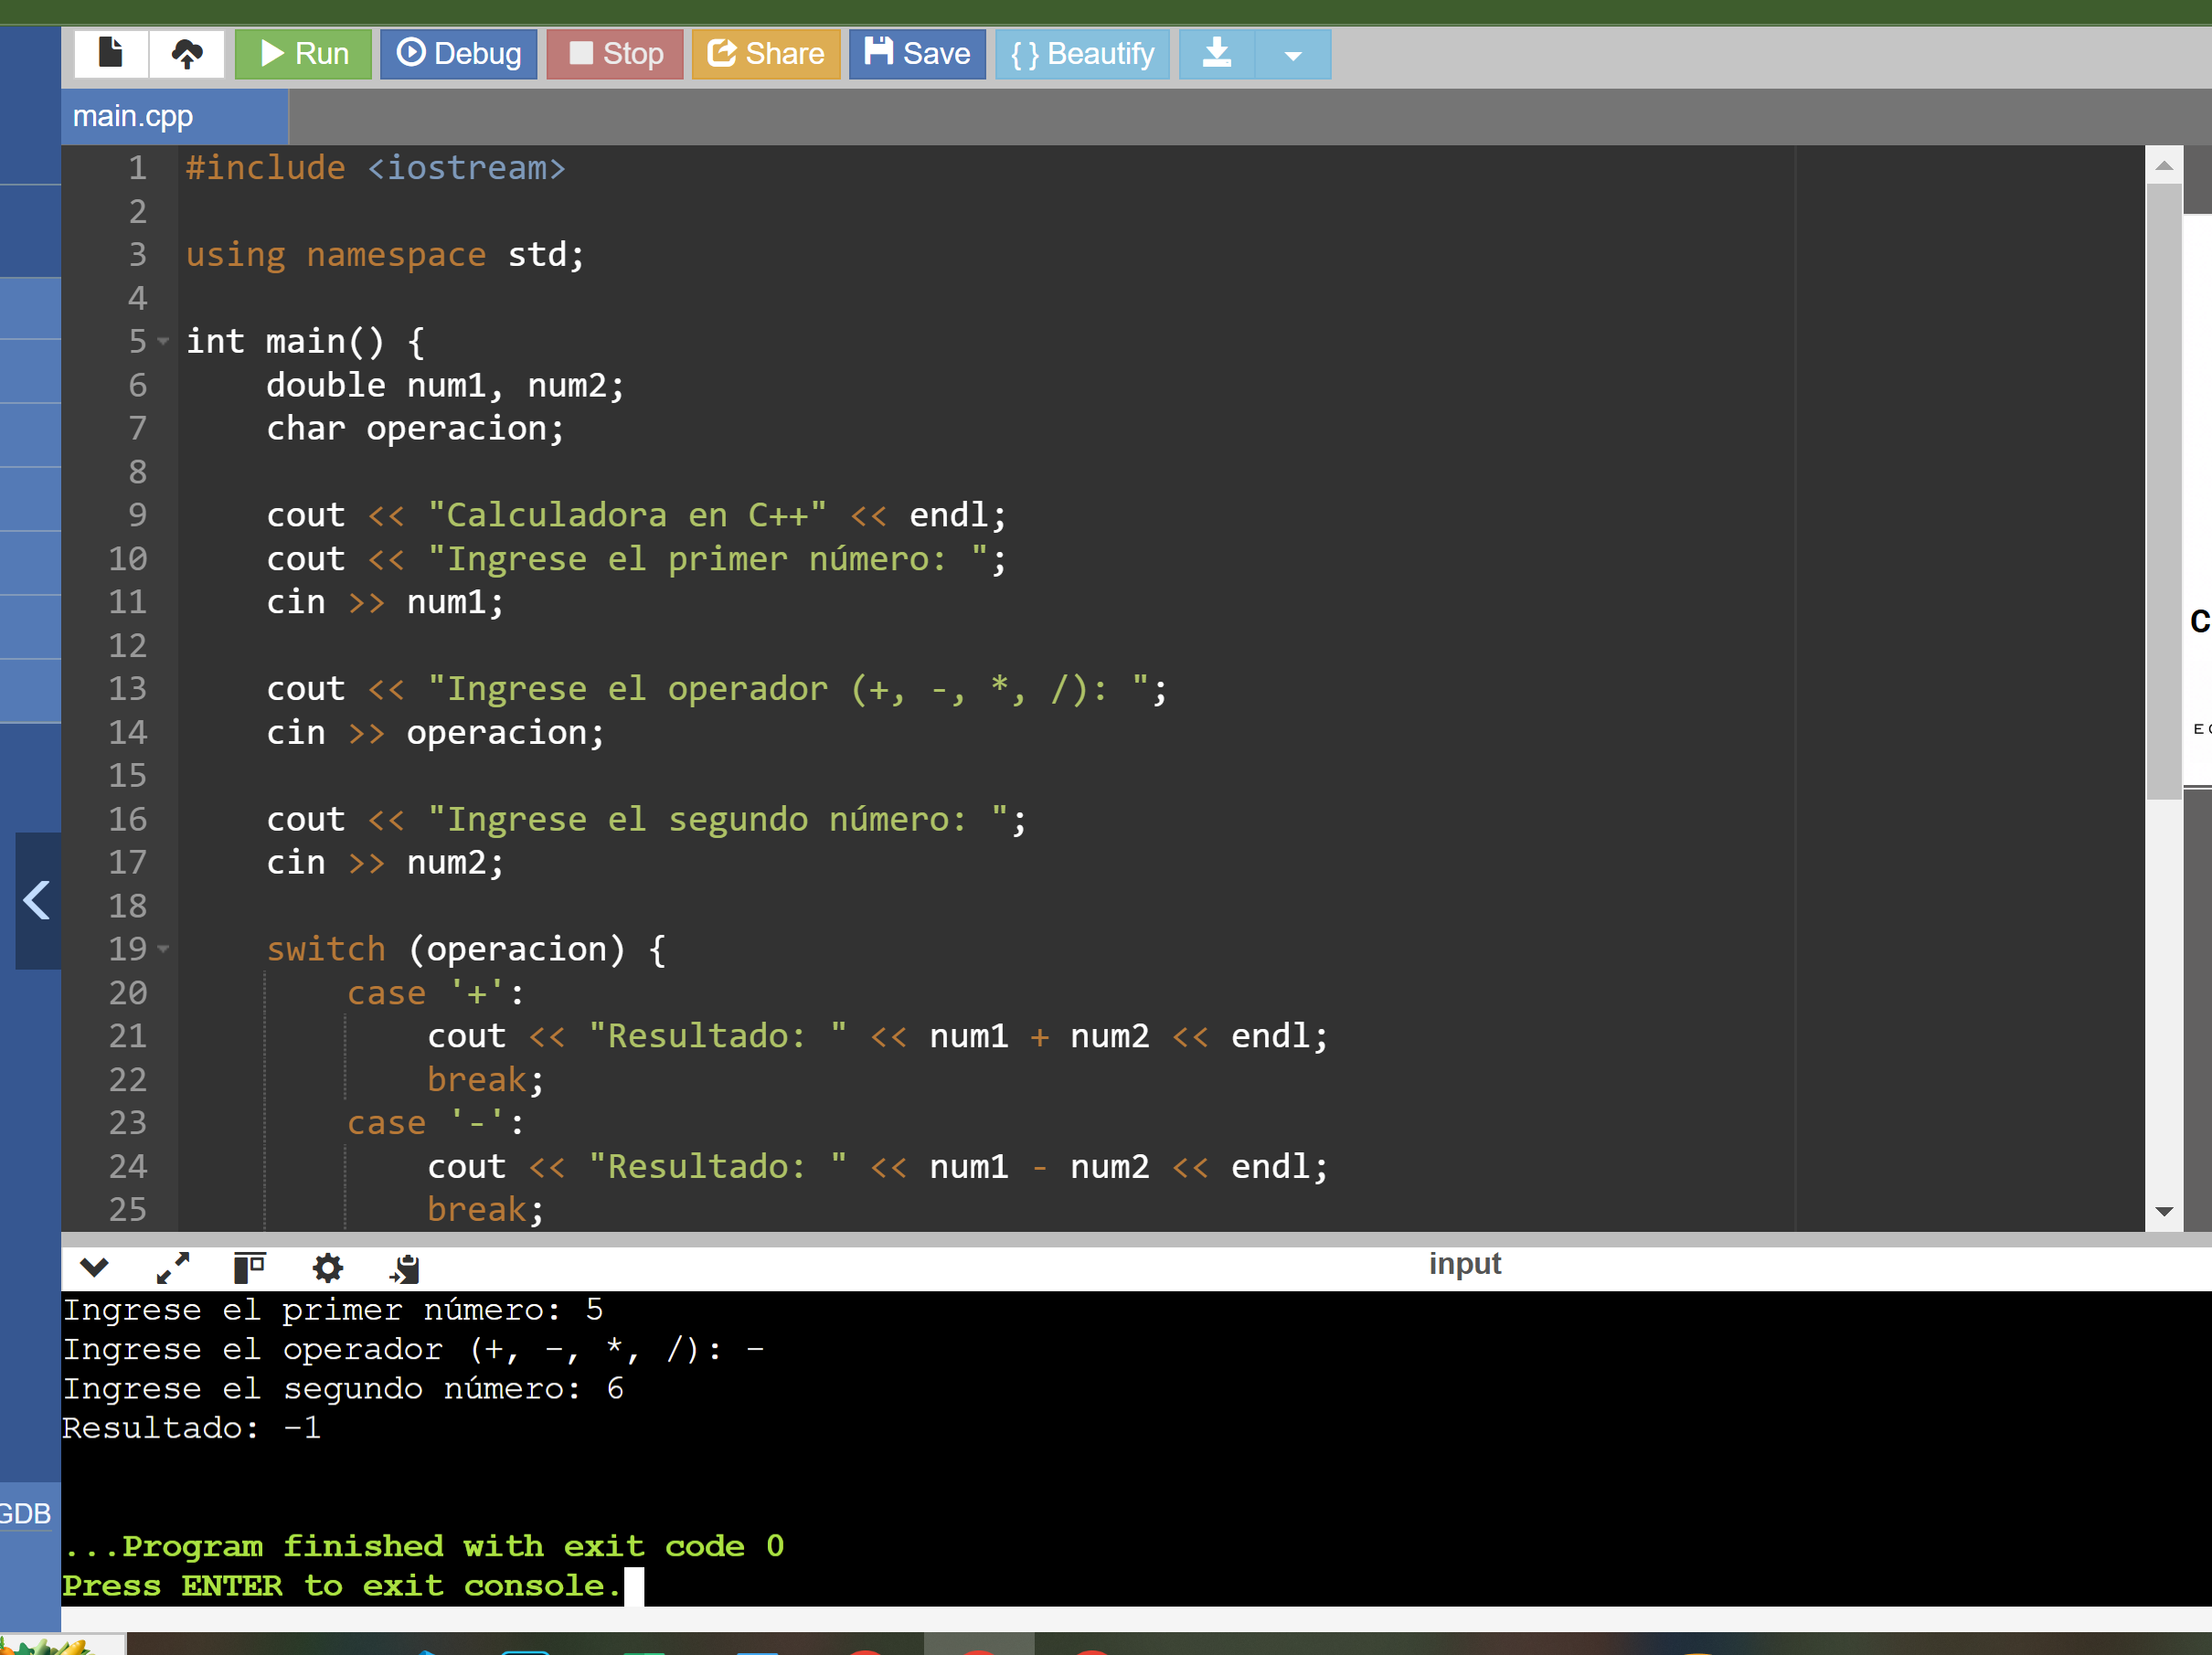 Run Debug Stop Share Save { } Beautify
main.cpp
1 #include <iostream>
2
3 using namespace std;
4
5 int main() {
6 double num1, num2;
7 char operacion;
8
9 cout << "Calculadora en C++" << endl;
10 cout << "Ingrese el primer número: ";
11 cin >> num1;
12
13 cout << "Ingrese el operador (+, -, *, /): ";
14 cin >> operacion;
15
16 cout << "Ingrese el segundo número: ";
17 cin >> num2;
18
19 switch (operacion) {
20 case '+':
21 cout << "Resultado: " << num1 + num2 << endl;
22 break;
23 case '-':
24 cout << "Resultado: " << num1 - num2 << endl;
25 break;
input
Ingrese el primer número: 5
Ingrese el operador (+, -, *, /): -
Ingrese el segundo número: 6
Resultado: -1
GDB
...Program finished with exit code 0
Press ENTER to exit console.